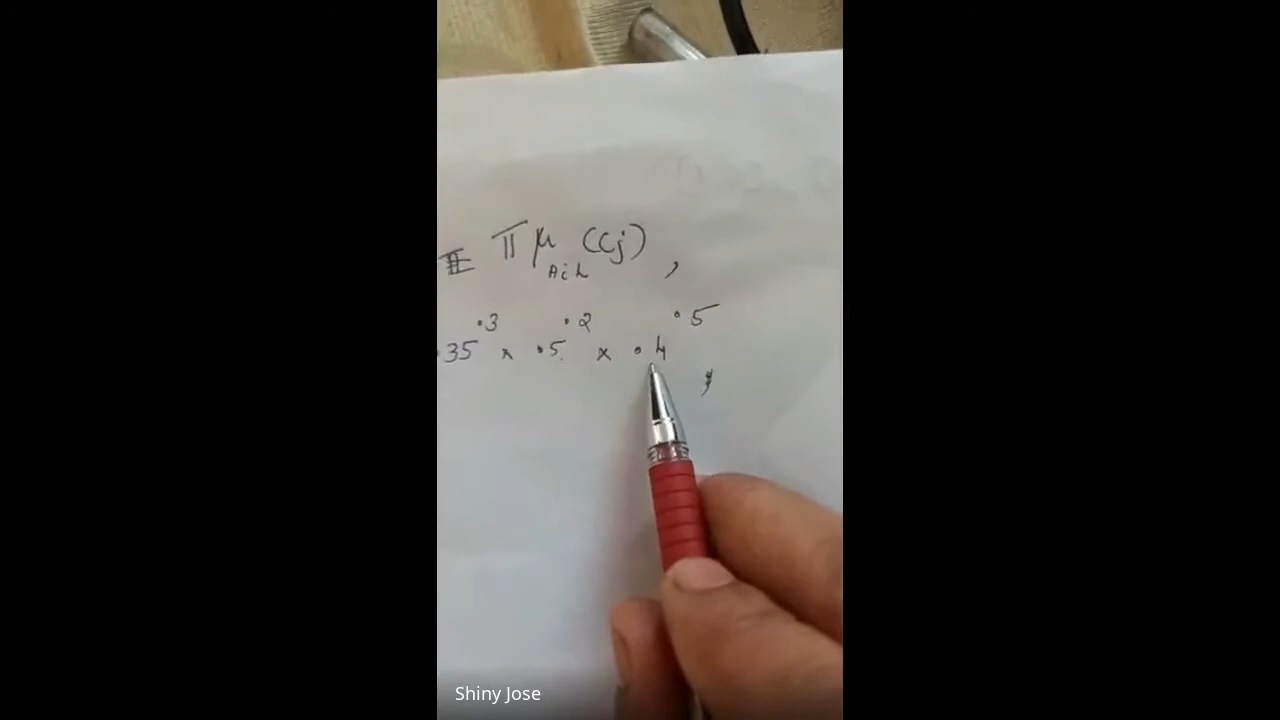 Π μ (Cj) ,
Aih
.3 .2 .5
.35 × .5 × .4
Shiny Jose